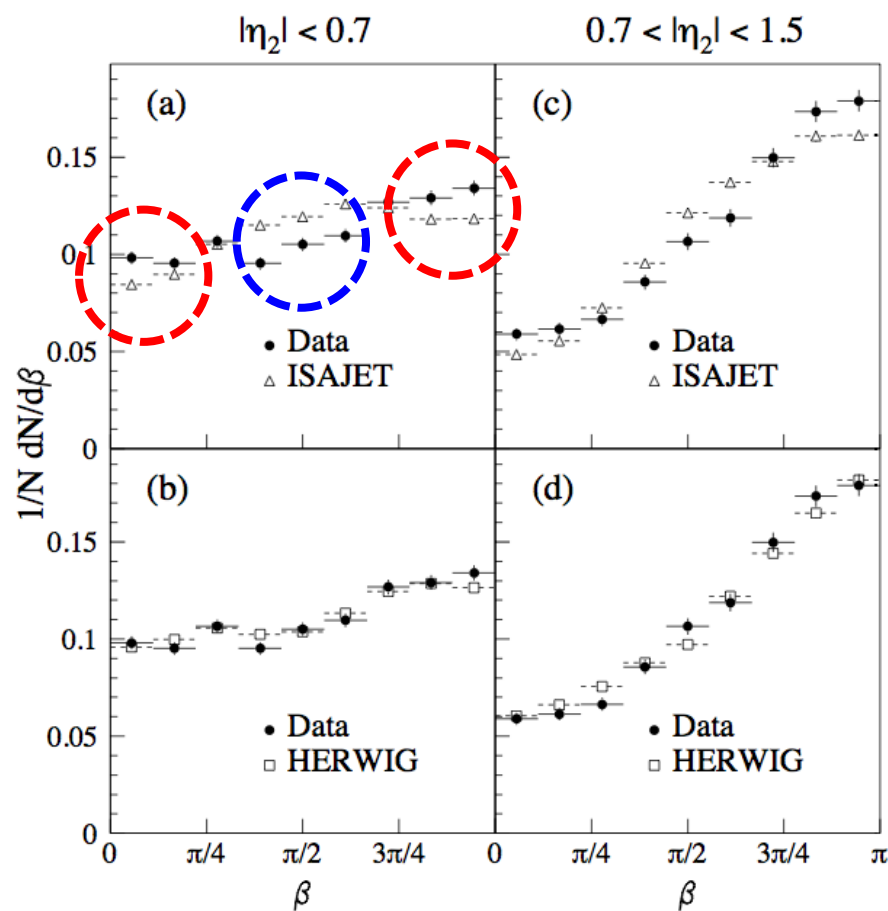 |η₂| < 0.7
0.7 < |η₂| < 1.5
1/N dN/dβ
(a)
0.15
0.1
0.05
0
Data
ISAJET
(c)
Data
ISAJET
(b)
0.15
0.1
0.05
0
Data
HERWIG
(d)
Data
HERWIG
0 π/4 π/2 3π/4 0 π/4 π/2 3π/4 π
β β